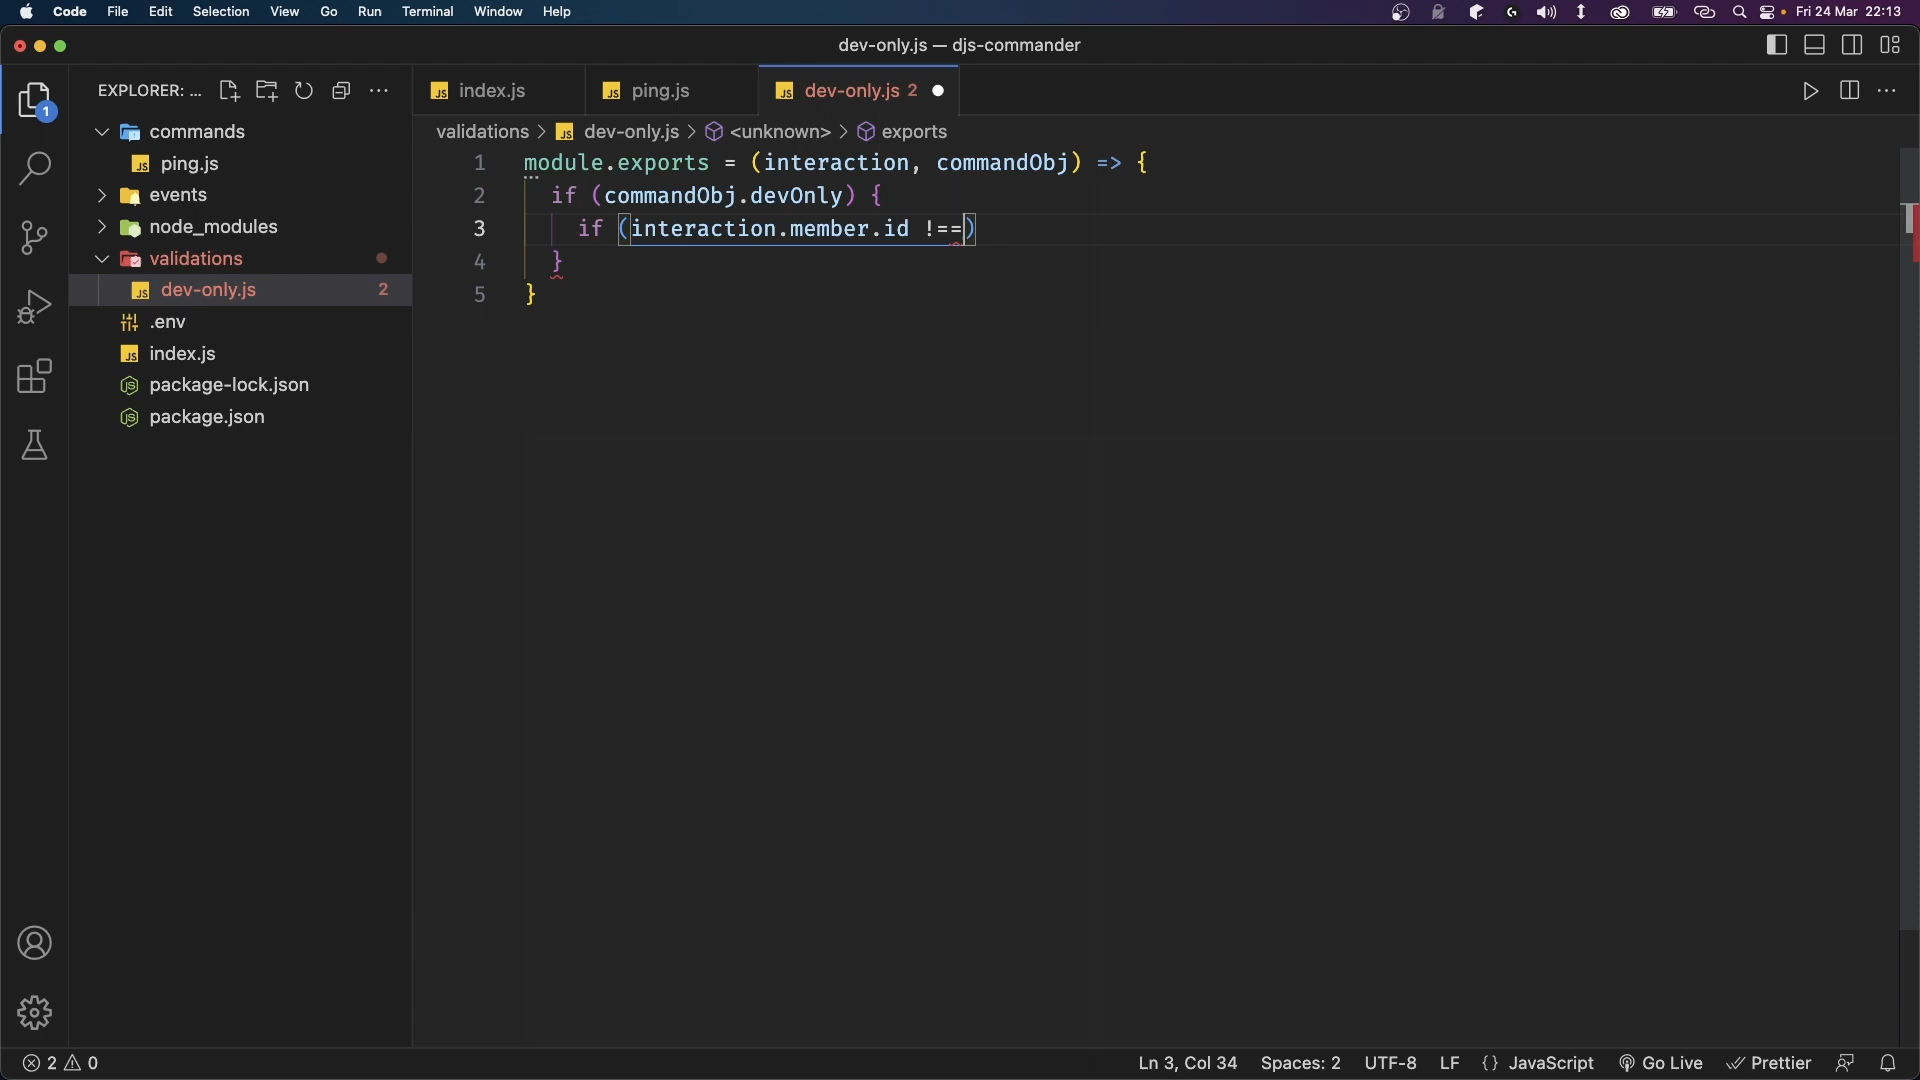 Code File Edit Selection View Go Run Terminal Window Help Fri 24 Mar 22:13
dev-only.js — djs-commander
EXPLORER: ...
index.js
ping.js
dev-only.js 2
validations > JS dev-only.js > <unknown> > exports
commands
JS ping.js
events
node_modules
validations
JS dev-only.js 2
.env
JS index.js
package-lock.json
package.json
1 module.exports = (interaction, commandObj) => {
2 if (commandObj.devOnly) {
3 if (interaction.member.id !==)
4 }
5 }
1
2 0
Ln 3, Col 34 Spaces: 2 UTF-8 LF {} JavaScript Go Live Prettier